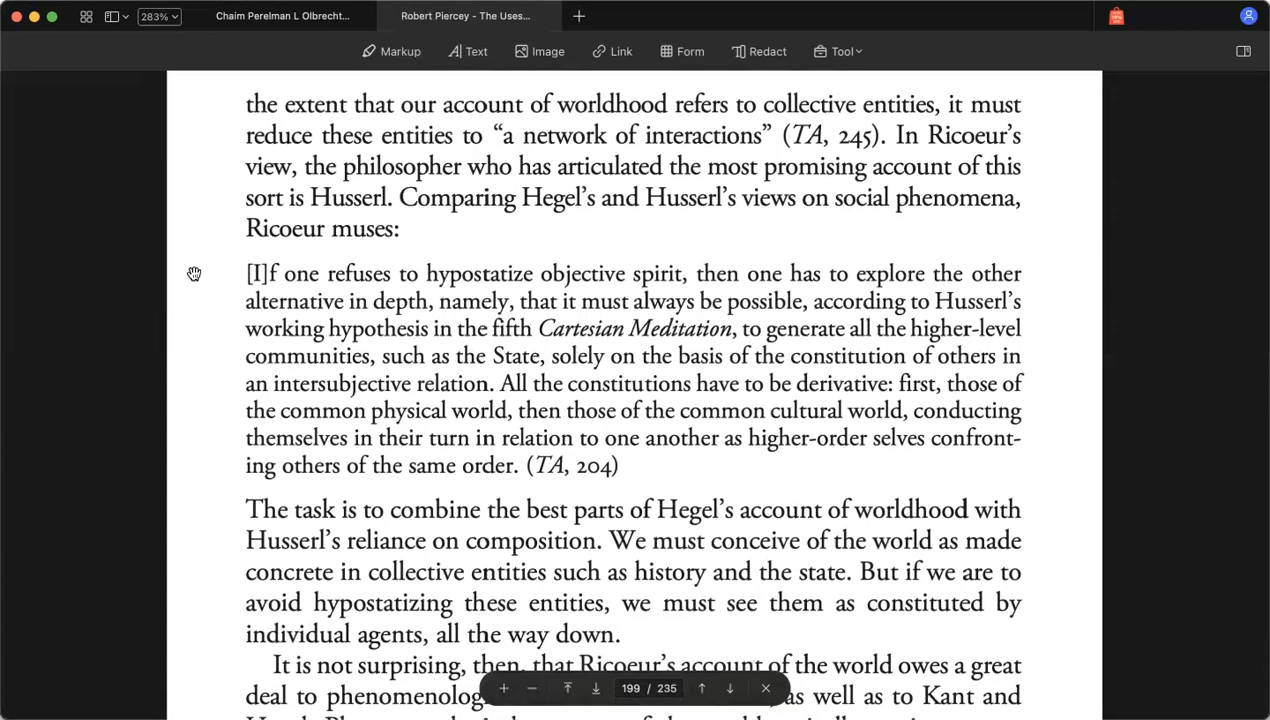 283%
Chaim Perelman L Olbrecht...
Robert Piercey - The Uses...
Markup
Text
Image
Link
Form
Redact
Tool
the extent that our account of worldhood refers to collective entities, it must
reduce these entities to “a network of interactions” (TA, 245). In Ricoeur’s
view, the philosopher who has articulated the most promising account of this
sort is Husserl. Comparing Hegel’s and Husserl’s views on social phenomena,
Ricoeur muses:
[I]f one refuses to hypostatize objective spirit, then one has to explore the other
alternative in depth, namely, that it must always be possible, according to Husserl’s
working hypothesis in the fifth Cartesian Meditation, to generate all the higher-level
communities, such as the State, solely on the basis of the constitution of others in
an intersubjective relation. All the constitutions have to be derivative: first, those of
the common physical world, then those of the common cultural world, conducting
themselves in their turn in relation to one another as higher-order selves confront-
ing others of the same order. (TA, 204)
The task is to combine the best parts of Hegel’s account of worldhood with
Husserl’s reliance on composition. We must conceive of the world as made
concrete in collective entities such as history and the state. But if we are to
avoid hypostatizing these entities, we must see them as constituted by
individual agents, all the way down.
It is not surprising, then, that Ricoeur’s account of the world owes a great
deal to phenomenolog as well as to Kant and
199 / 235